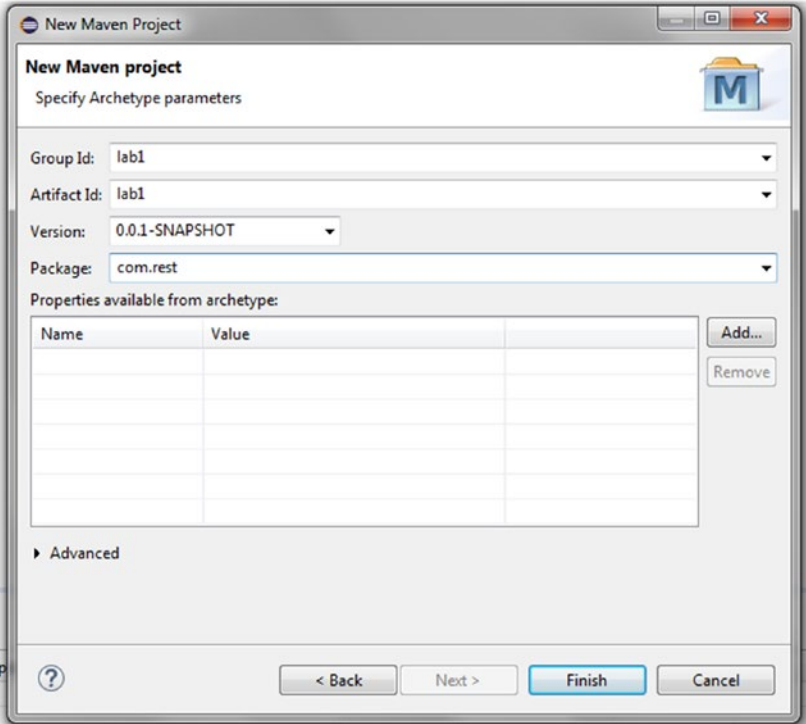 New Maven Project
New Maven project
Specify Archetype parameters
M
Group Id: lab1
Artifact Id: lab1
Version: 0.0.1-SNAPSHOT
Package: com.rest
Properties available from archetype:
Name Value
Add...
Remove
Advanced
? < Back Next > Finish Cancel